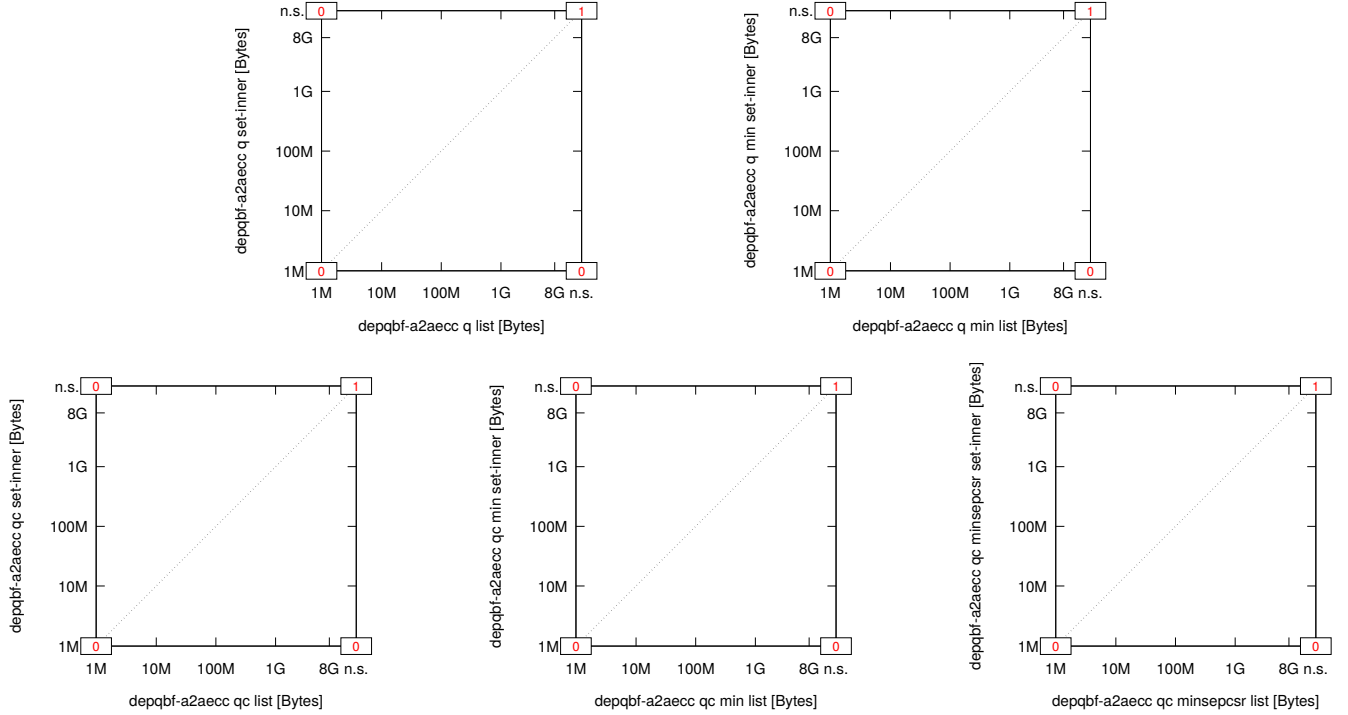 n.s. 0 1
8G
1G
100M
10M
1M 0 0
1M 10M 100M 1G 8G n.s.
depqbf-a2aecc q set-inner [Bytes]
depqbf-a2aecc q list [Bytes]
n.s. 0 1
8G
1G
100M
10M
1M 0 0
1M 10M 100M 1G 8G n.s.
depqbf-a2aecc q min set-inner [Bytes]
depqbf-a2aecc q min list [Bytes]
n.s. 0 1
8G
1G
100M
10M
1M 0 0
1M 10M 100M 1G 8G n.s.
depqbf-a2aecc qc set-inner [Bytes]
depqbf-a2aecc qc list [Bytes]
n.s. 0 1
8G
1G
100M
10M
1M 0 0
1M 10M 100M 1G 8G n.s.
depqbf-a2aecc qc min set-inner [Bytes]
depqbf-a2aecc qc min list [Bytes]
n.s. 0 1
8G
1G
100M
10M
1M 0 0
1M 10M 100M 1G 8G n.s.
depqbf-a2aecc qc minsepcsr set-inner [Bytes]
depqbf-a2aecc qc minsepcsr list [Bytes]